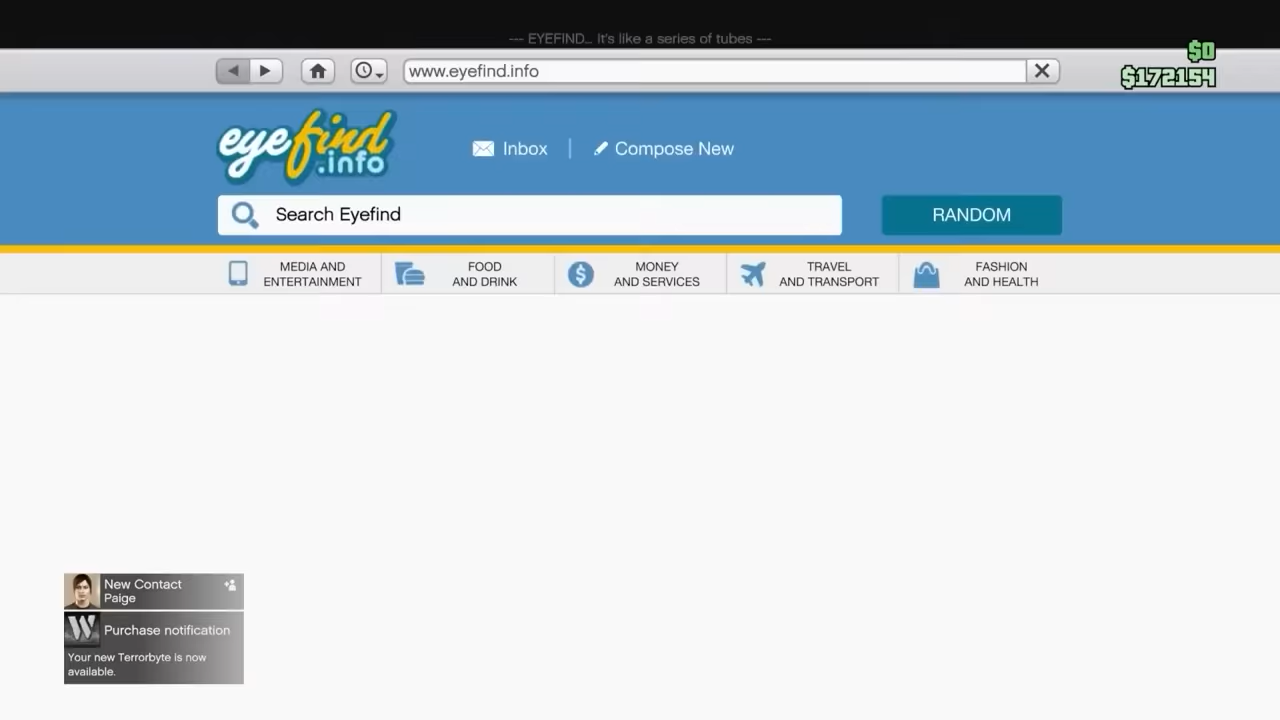 --- EYEFIND... It's like a series of tubes ---
$0
www.eyefind.info
$172154
eyefind
.info
Inbox
Compose New
Search Eyefind
RANDOM
MEDIA AND
ENTERTAINMENT
FOOD
AND DRINK
MONEY
AND SERVICES
TRAVEL
AND TRANSPORT
FASHION
AND HEALTH
New Contact
Paige
W
Purchase notification
Your new Terrorbyte is now
available.